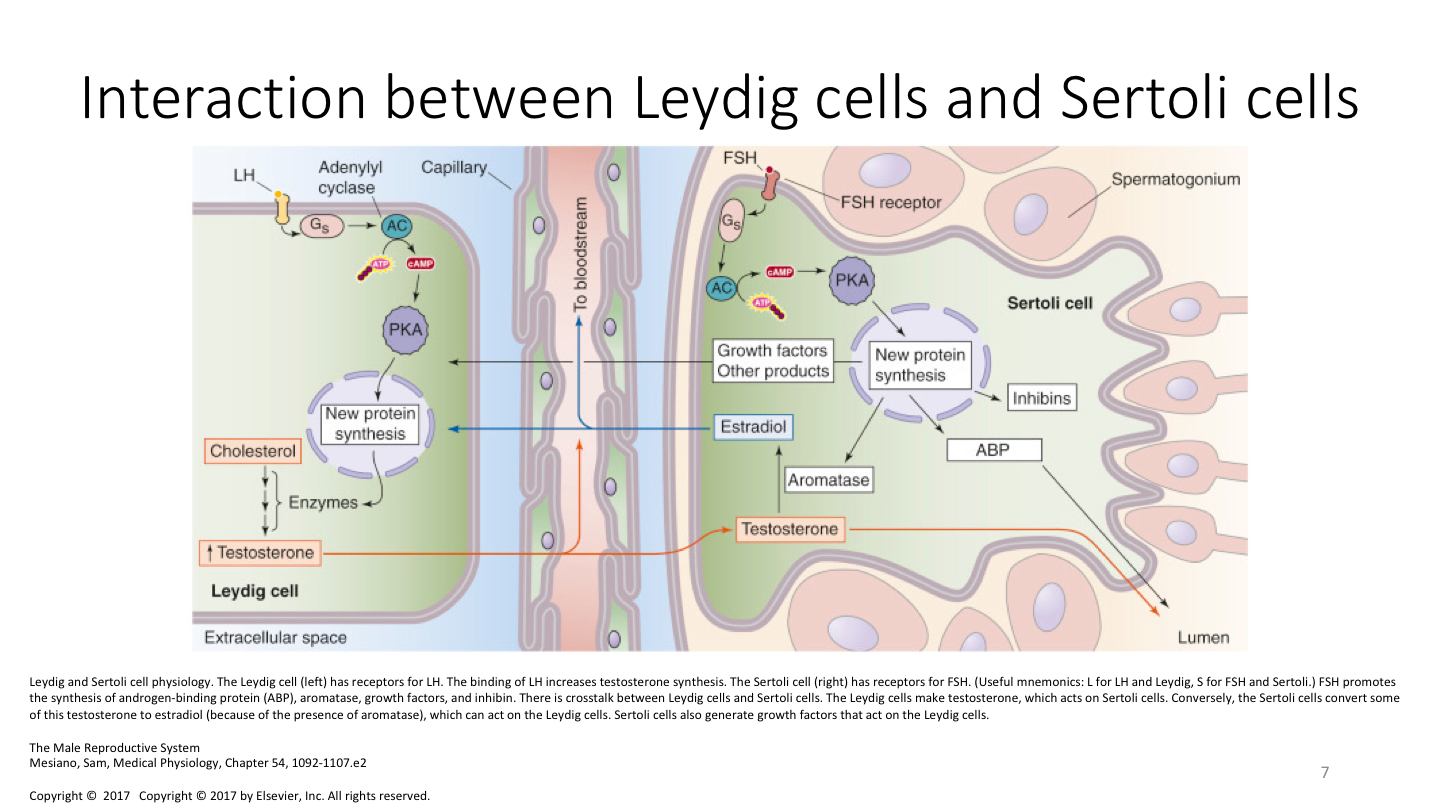 Interaction between Leydig cells and Sertoli cells
LH
Adenylyl
cyclase
Capillary
Gs
AC
ATP
cAMP
PKA
New protein
synthesis
Cholesterol
Enzymes
↑ Testosterone
Leydig cell
Extracellular space
To bloodstream
FSH
FSH receptor
Spermatogonium
Gs
AC
cAMP
ATP
PKA
Sertoli cell
Growth factors
Other products
New protein
synthesis
Inhibins
Estradiol
ABP
Aromatase
Testosterone
Lumen
Leydig and Sertoli cell physiology. The Leydig cell (left) has receptors for LH. The binding of LH increases testosterone synthesis. The Sertoli cell (right) has receptors for FSH. (Useful mnemonics: L for LH and Leydig, S for FSH and Sertoli.) FSH promotes
the synthesis of androgen-binding protein (ABP), aromatase, growth factors, and inhibin. There is crosstalk between Leydig cells and Sertoli cells. The Leydig cells make testosterone, which acts on Sertoli cells. Conversely, the Sertoli cells convert some
of this testosterone to estradiol (because of the presence of aromatase), which can act on the Leydig cells. Sertoli cells also generate growth factors that act on the Leydig cells.
The Male Reproductive System
Mesiano, Sam, Medical Physiology, Chapter 54, 1092-1107.e2
7
Copyright © 2017 Copyright © 2017 by Elsevier, Inc. All rights reserved.